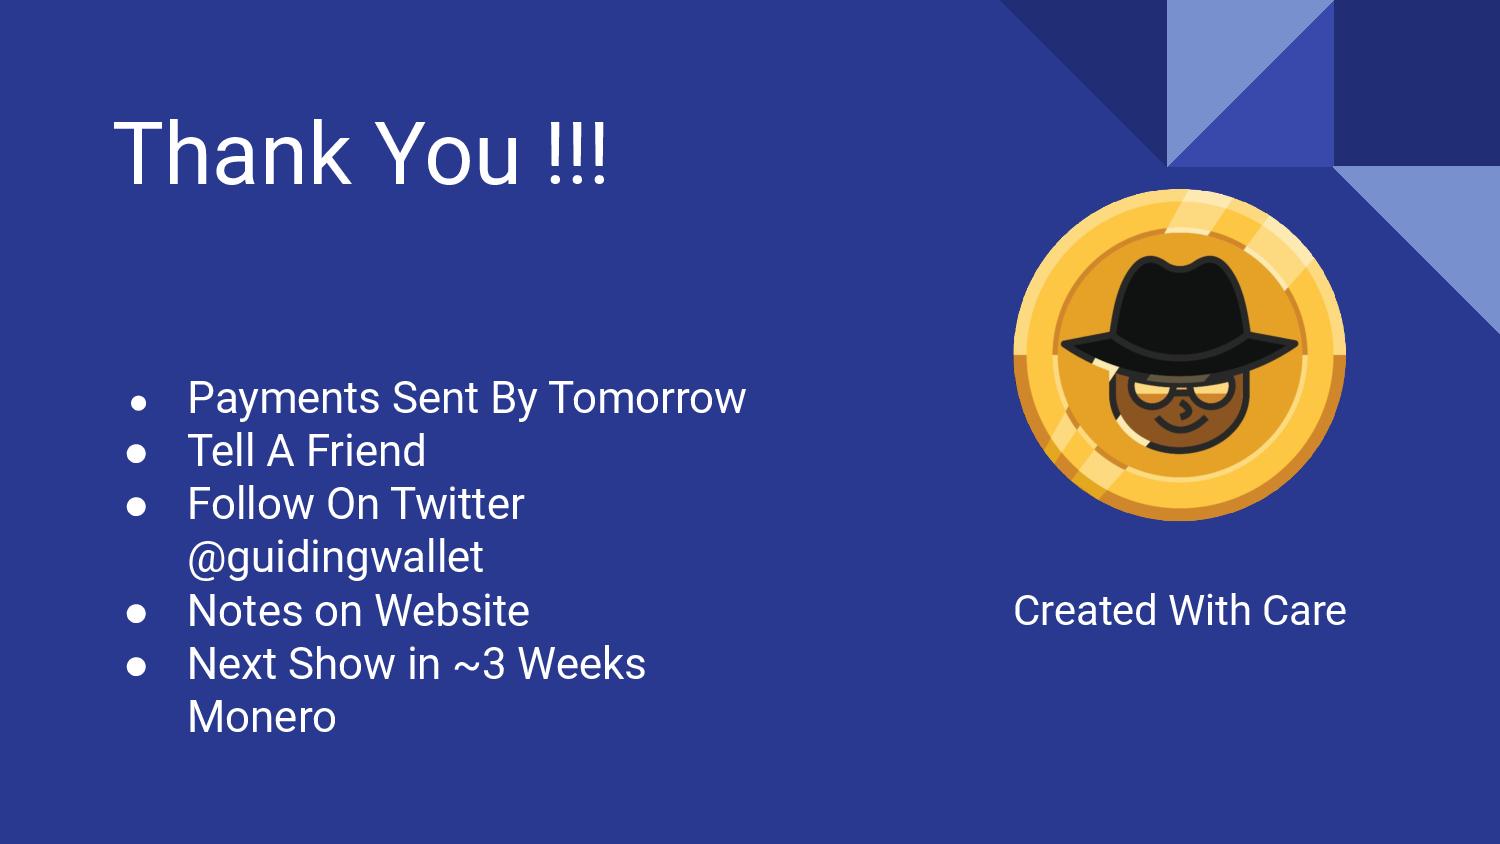 Thank You !!!
● Payments Sent By Tomorrow
● Tell A Friend
● Follow On Twitter
@guidingwallet
● Notes on Website
● Next Show in ~3 Weeks
Monero
Created With Care